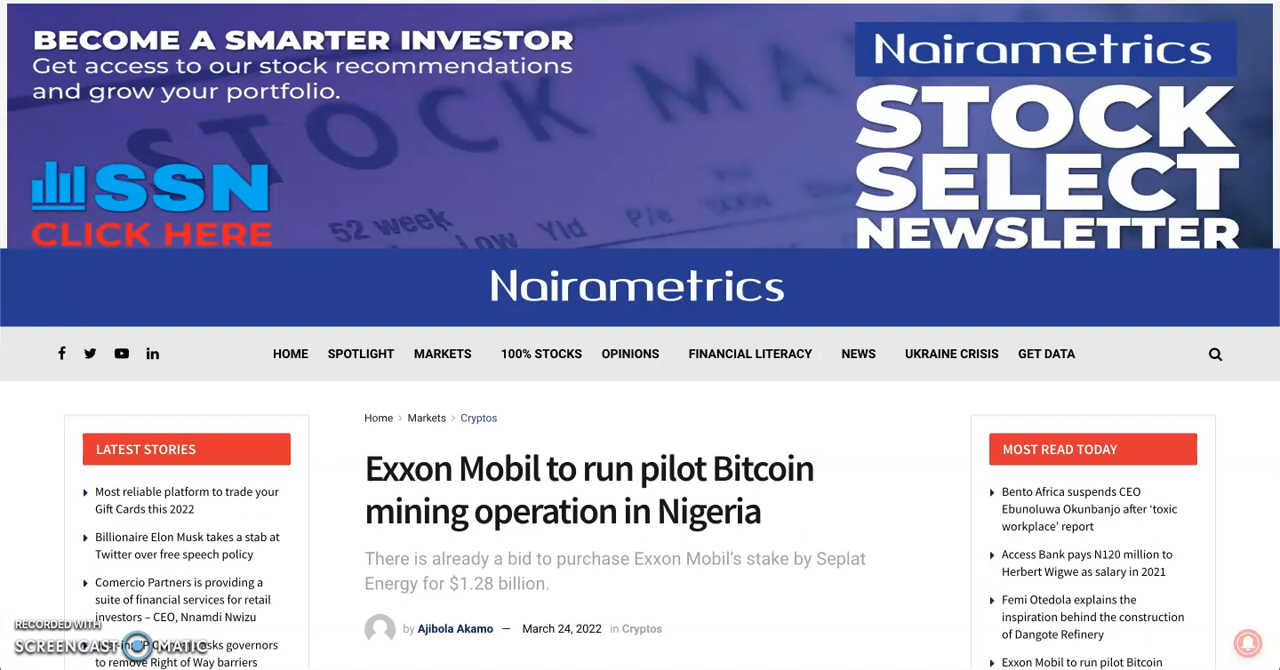 BECOME A SMARTER INVESTOR
Get access to our stock recommendations
and grow your portfolio.
SSN
CLICK HERE
STOCK MA
52 week
Low Yld P/e
Nairametrics
STOCK
SELECT
NEWSLETTER
Nairametrics
HOME SPOTLIGHT MARKETS 100% STOCKS OPINIONS FINANCIAL LITERACY NEWS UKRAINE CRISIS GET DATA
LATEST STORIES
Most reliable platform to trade your
Gift Cards this 2022
Billionaire Elon Musk takes a stab at
Twitter over free speech policy
Comercio Partners is providing a
suite of financial services for retail
investors – CEO, Nnamdi Nwizu
asks governors
to remove Right of Way barriers
Home > Markets > Cryptos
Exxon Mobil to run pilot Bitcoin
mining operation in Nigeria
There is already a bid to purchase Exxon Mobil's stake by Seplat
Energy for $1.28 billion.
by Ajibola Akamo — March 24, 2022 in Cryptos
MOST READ TODAY
Bento Africa suspends CEO
Ebunoluwa Okunbanjo after ‘toxic
workplace’ report
Access Bank pays N120 million to
Herbert Wigwe as salary in 2021
Femi Otedola explains the
inspiration behind the construction
of Dangote Refinery
Exxon Mobil to run pilot Bitcoin
RECORDED WITH
SCREENCAST-O-MATIC